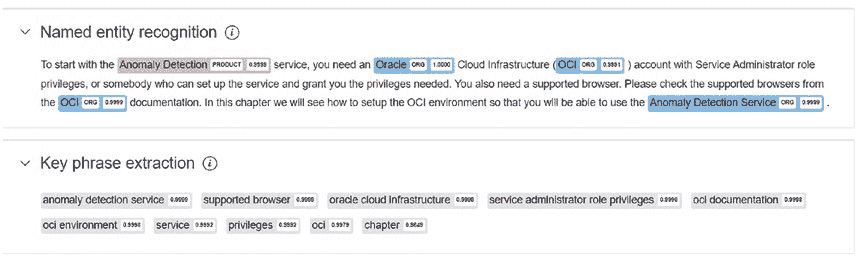 Named entity recognition
To start with the Anomaly Detection PRODUCT 0.9998 service, you need an Oracle ORG 1.0000 Cloud Infrastructure ( OCI ORG 0.9991 ) account with Service Administrator role
privileges, or somebody who can set up the service and grant you the privileges needed. You also need a supported browser. Please check the supported browsers from
the OCI ORG 0.9999 documentation. In this chapter we will see how to setup the OCI environment so that you will be able to use the Anomaly Detection Service ORG 0.9999 .
Key phrase extraction
anomaly detection service 0.9999 supported browser 0.9998 oracle cloud infrastructure 0.9998 service administrator role privileges 0.9998 oci documentation 0.9998
oci environment 0.9998 service 0.9992 privileges 0.9992 oci 0.9979 chapter 0.9849